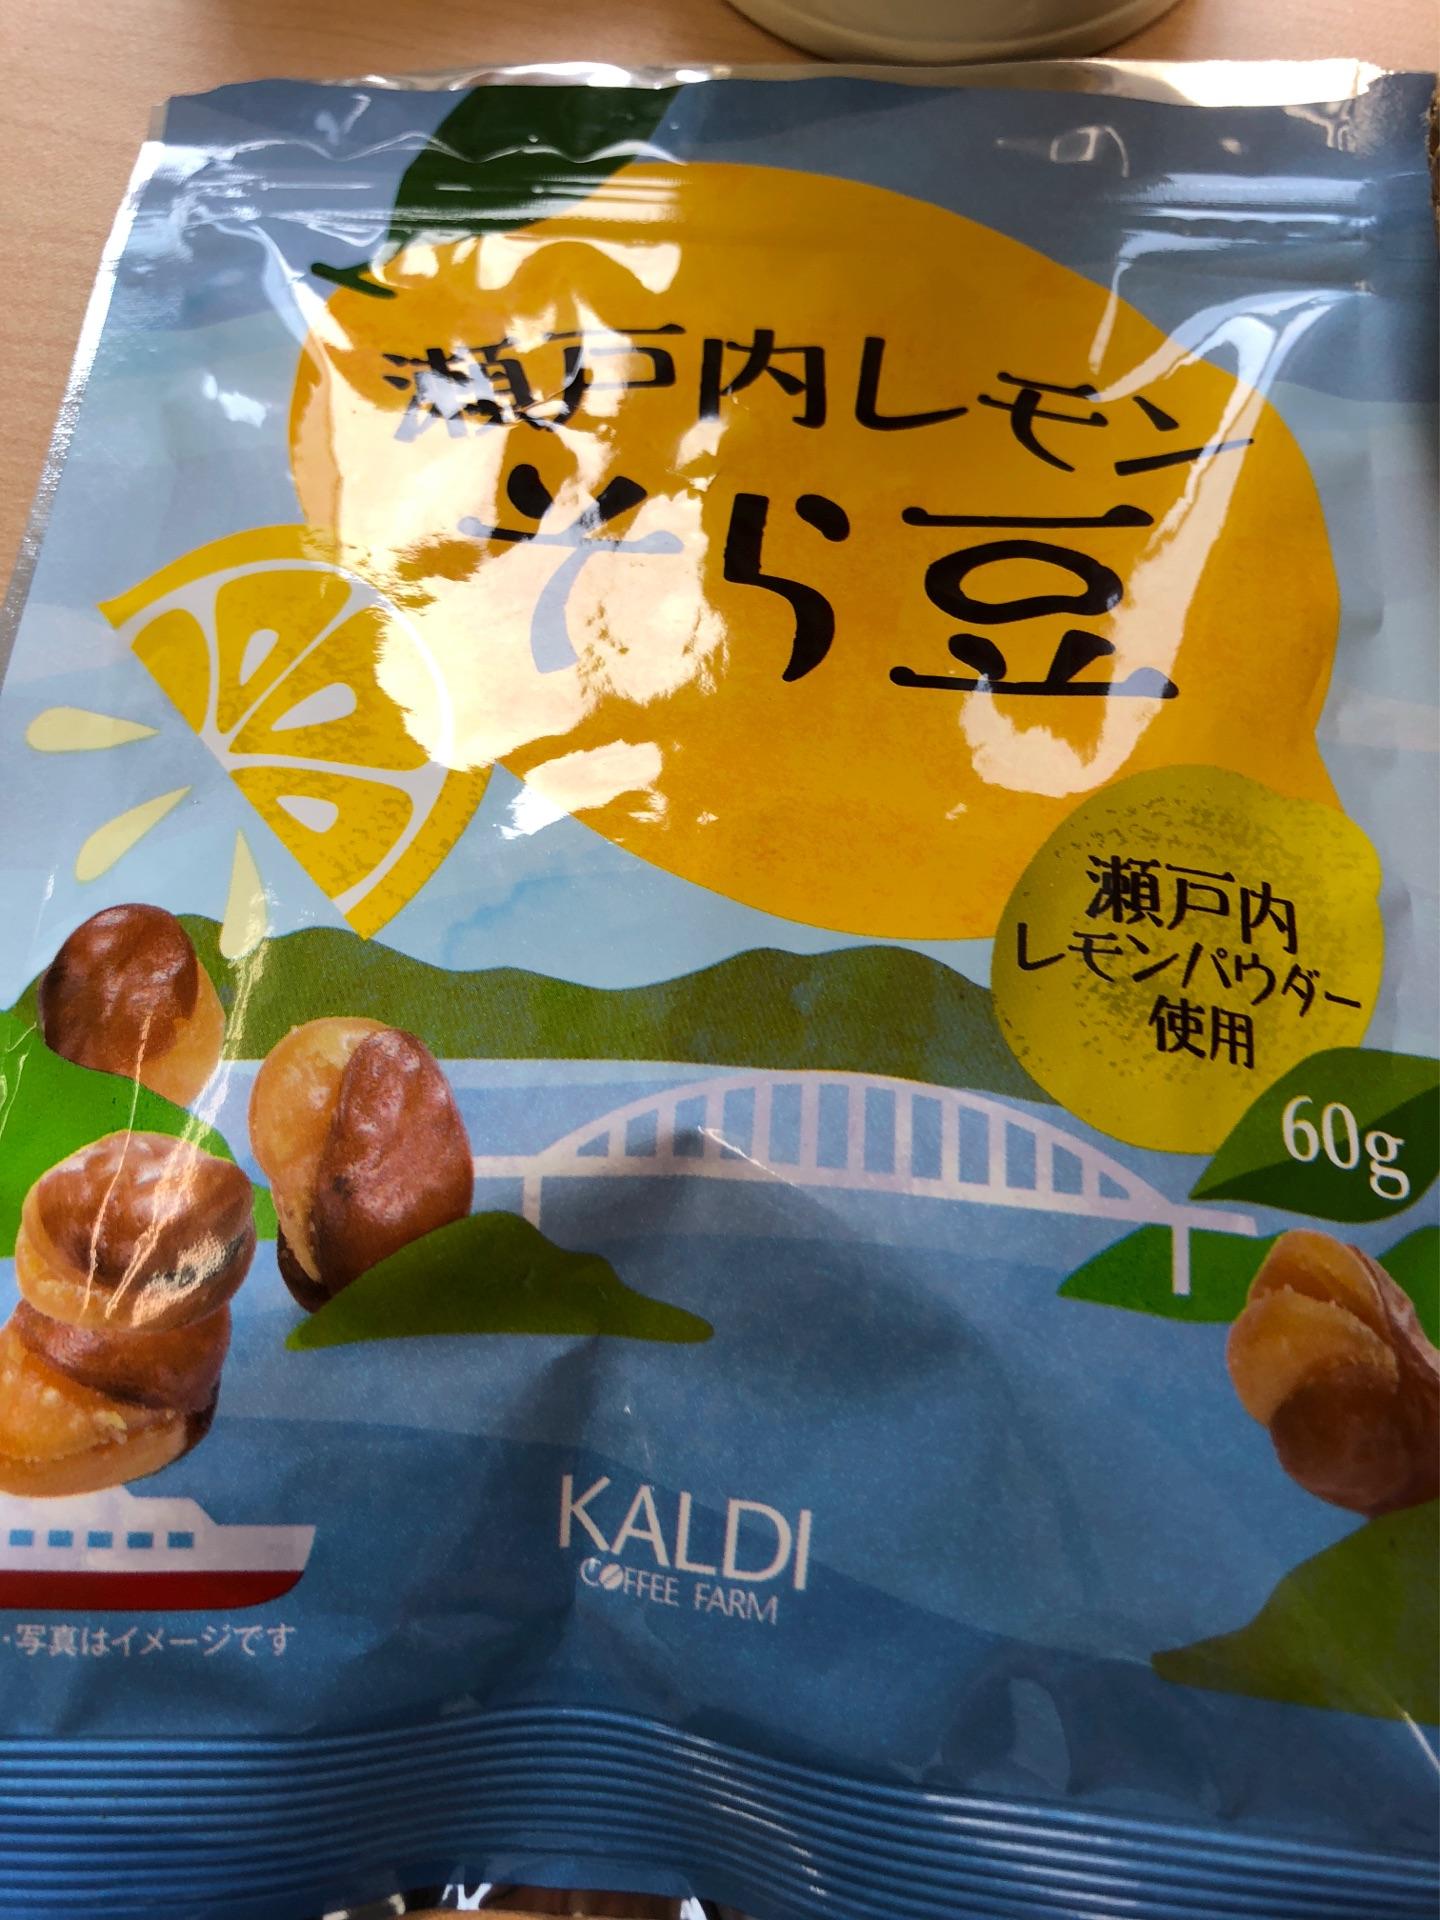 瀬戸内レモン
そら豆
瀬戸内
レモンパウダー
使用
60g
KALDI
COFFEE FARM
・写真はイメージです